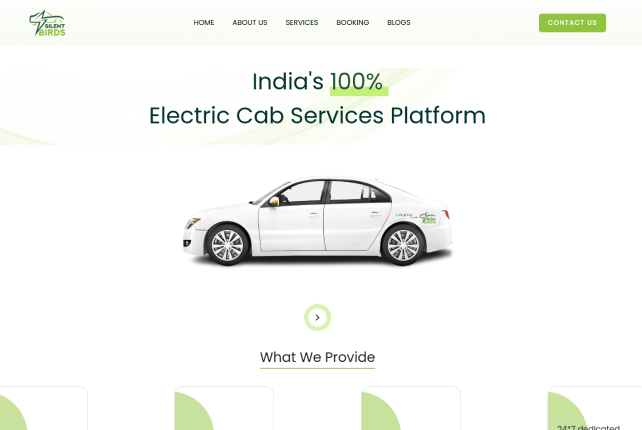 SILENT
BIRDS
HOME ABOUT US SERVICES BOOKING BLOGS
CONTACT US
India's 100%
Electric Cab Services Platform
BIRDS
What We Provide
24*7 dedicated